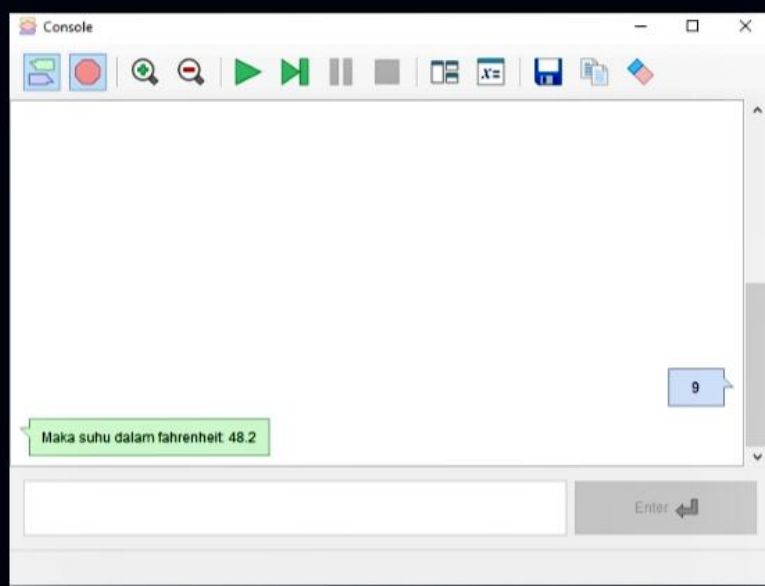 Console
x=
9
Maka suhu dalam fahrenheit: 48.2
Enter